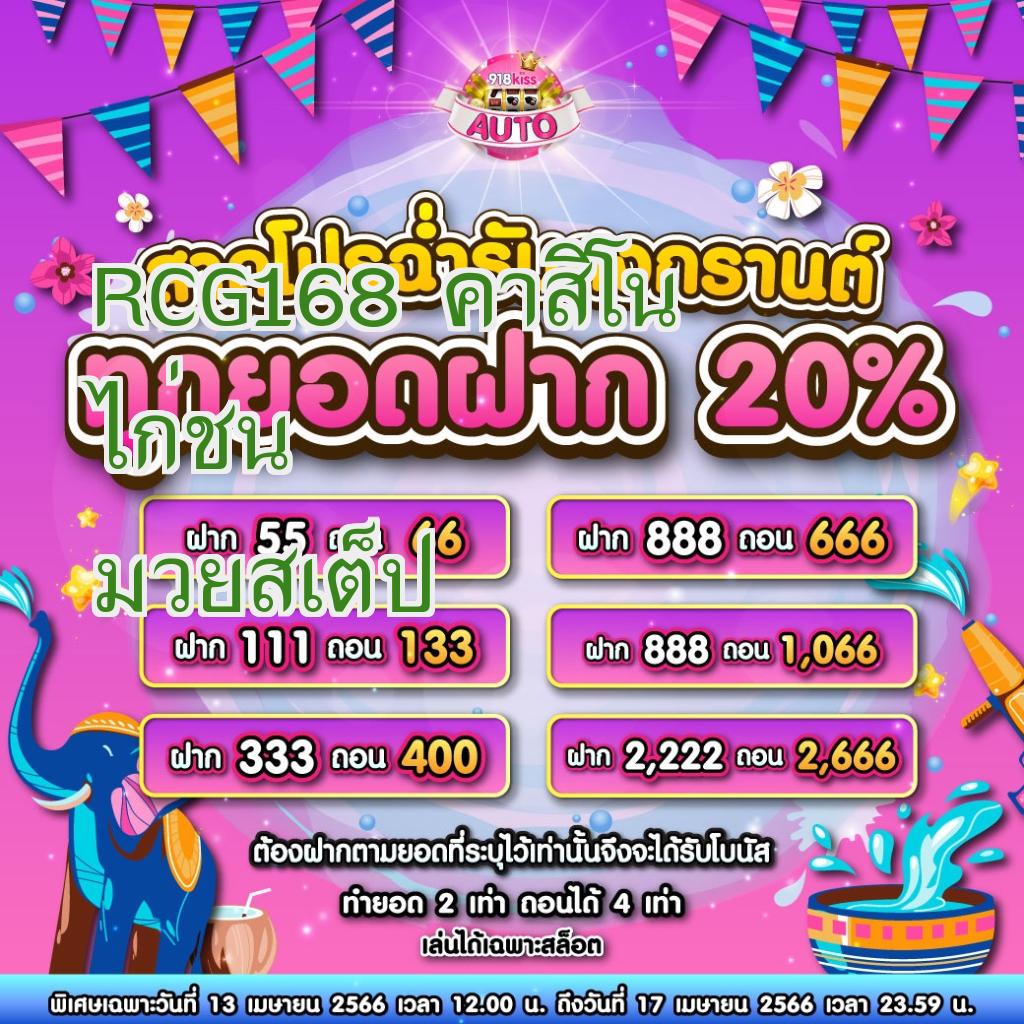 918kiss
AUTO
กรานต์
RCG168 คาสิโน
ยอดฝาก 20%
ไก่ชน
ฝาก 55 66
ฝาก 888 ถอน 666
มวยสเต็ป
ฝาก 111 ถอน 133
ฝาก 888 ถอน 1,066
ฝาก 333 ถอน 400
ฝาก 2,222 ถอน 2,666
ต้องฝากตามยอดที่ระบุไว้เท่านั้นจึงจะได้รับโบนัส
ทำยอด 2 เท่า ถอนได้ 4 เท่า
เล่นได้เฉพาะสล็อต
พิเศษเฉพาะวันที่ 13 เมษายน 2566 เวลา 12.00 น. ถึงวันที่ 17 เมษายน 2566 เวลา 23.59 น.